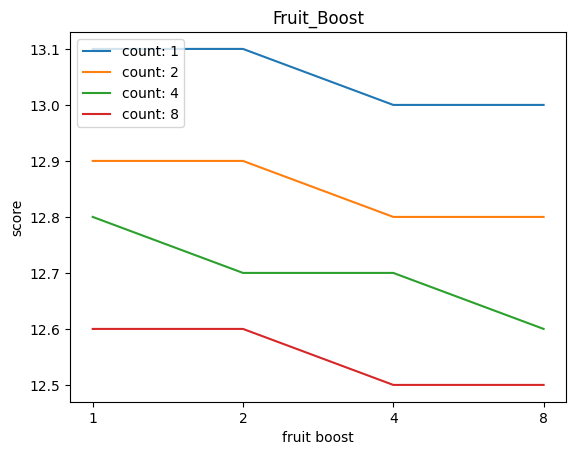 Fruit_Boost
count: 1
count: 2
count: 4
count: 8
score
13.1
13.0
12.9
12.8
12.7
12.6
12.5
1 2 4 8
fruit boost